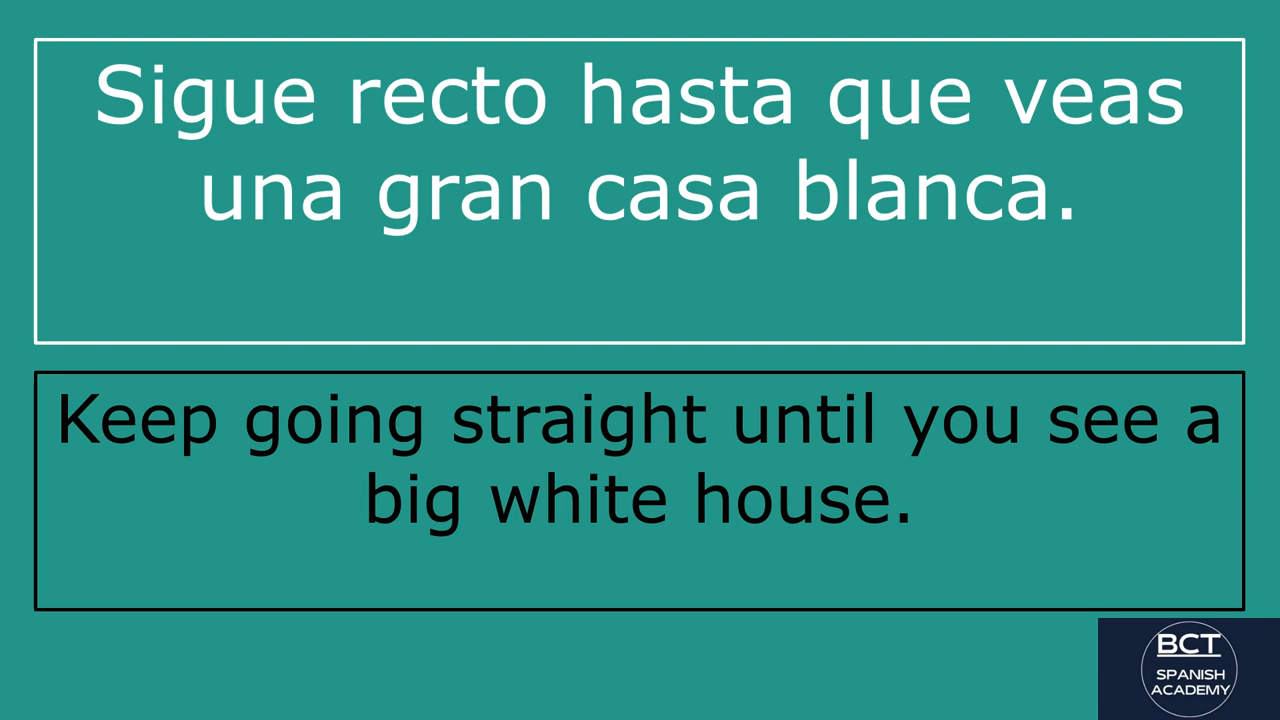 Sigue recto hasta que veas
una gran casa blanca.
Keep going straight until you see a
big white house.
BCT
SPANISH
ACADEMY